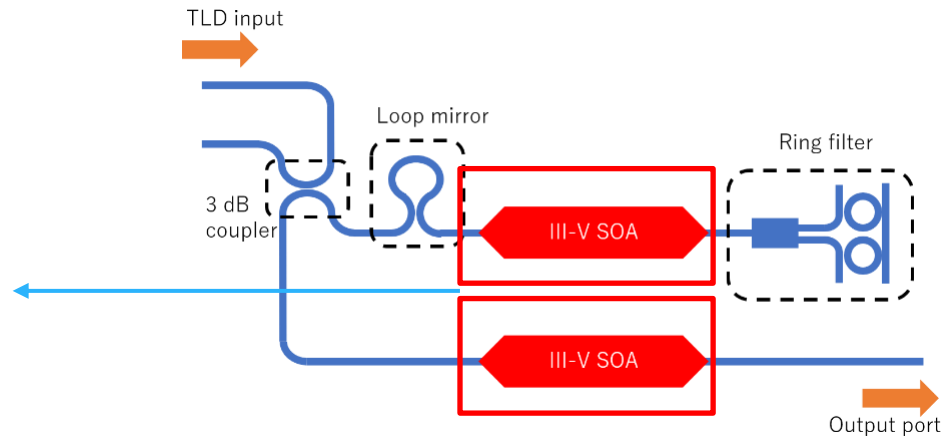 TLD input
Loop mirror
Ring filter
3 dB
coupler
III-V SOA
III-V SOA
Output port